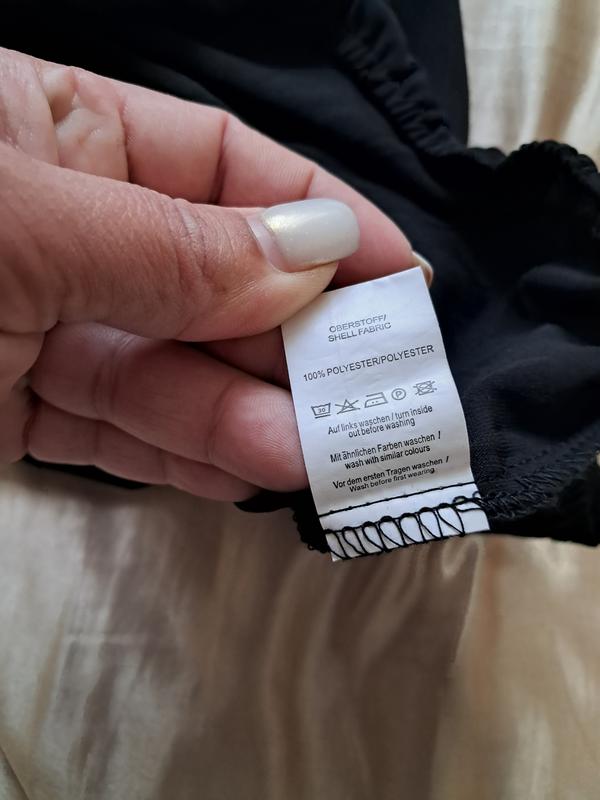 OBERSTOFF/
SHELL FABRIC
100% POLYESTER/POLYESTER
30 P
Auf links waschen / turn inside
out before washing
Mit ähnlichen Farben waschen /
wash with similar colours
Vor dem ersten Tragen waschen /
Wash before first wearing